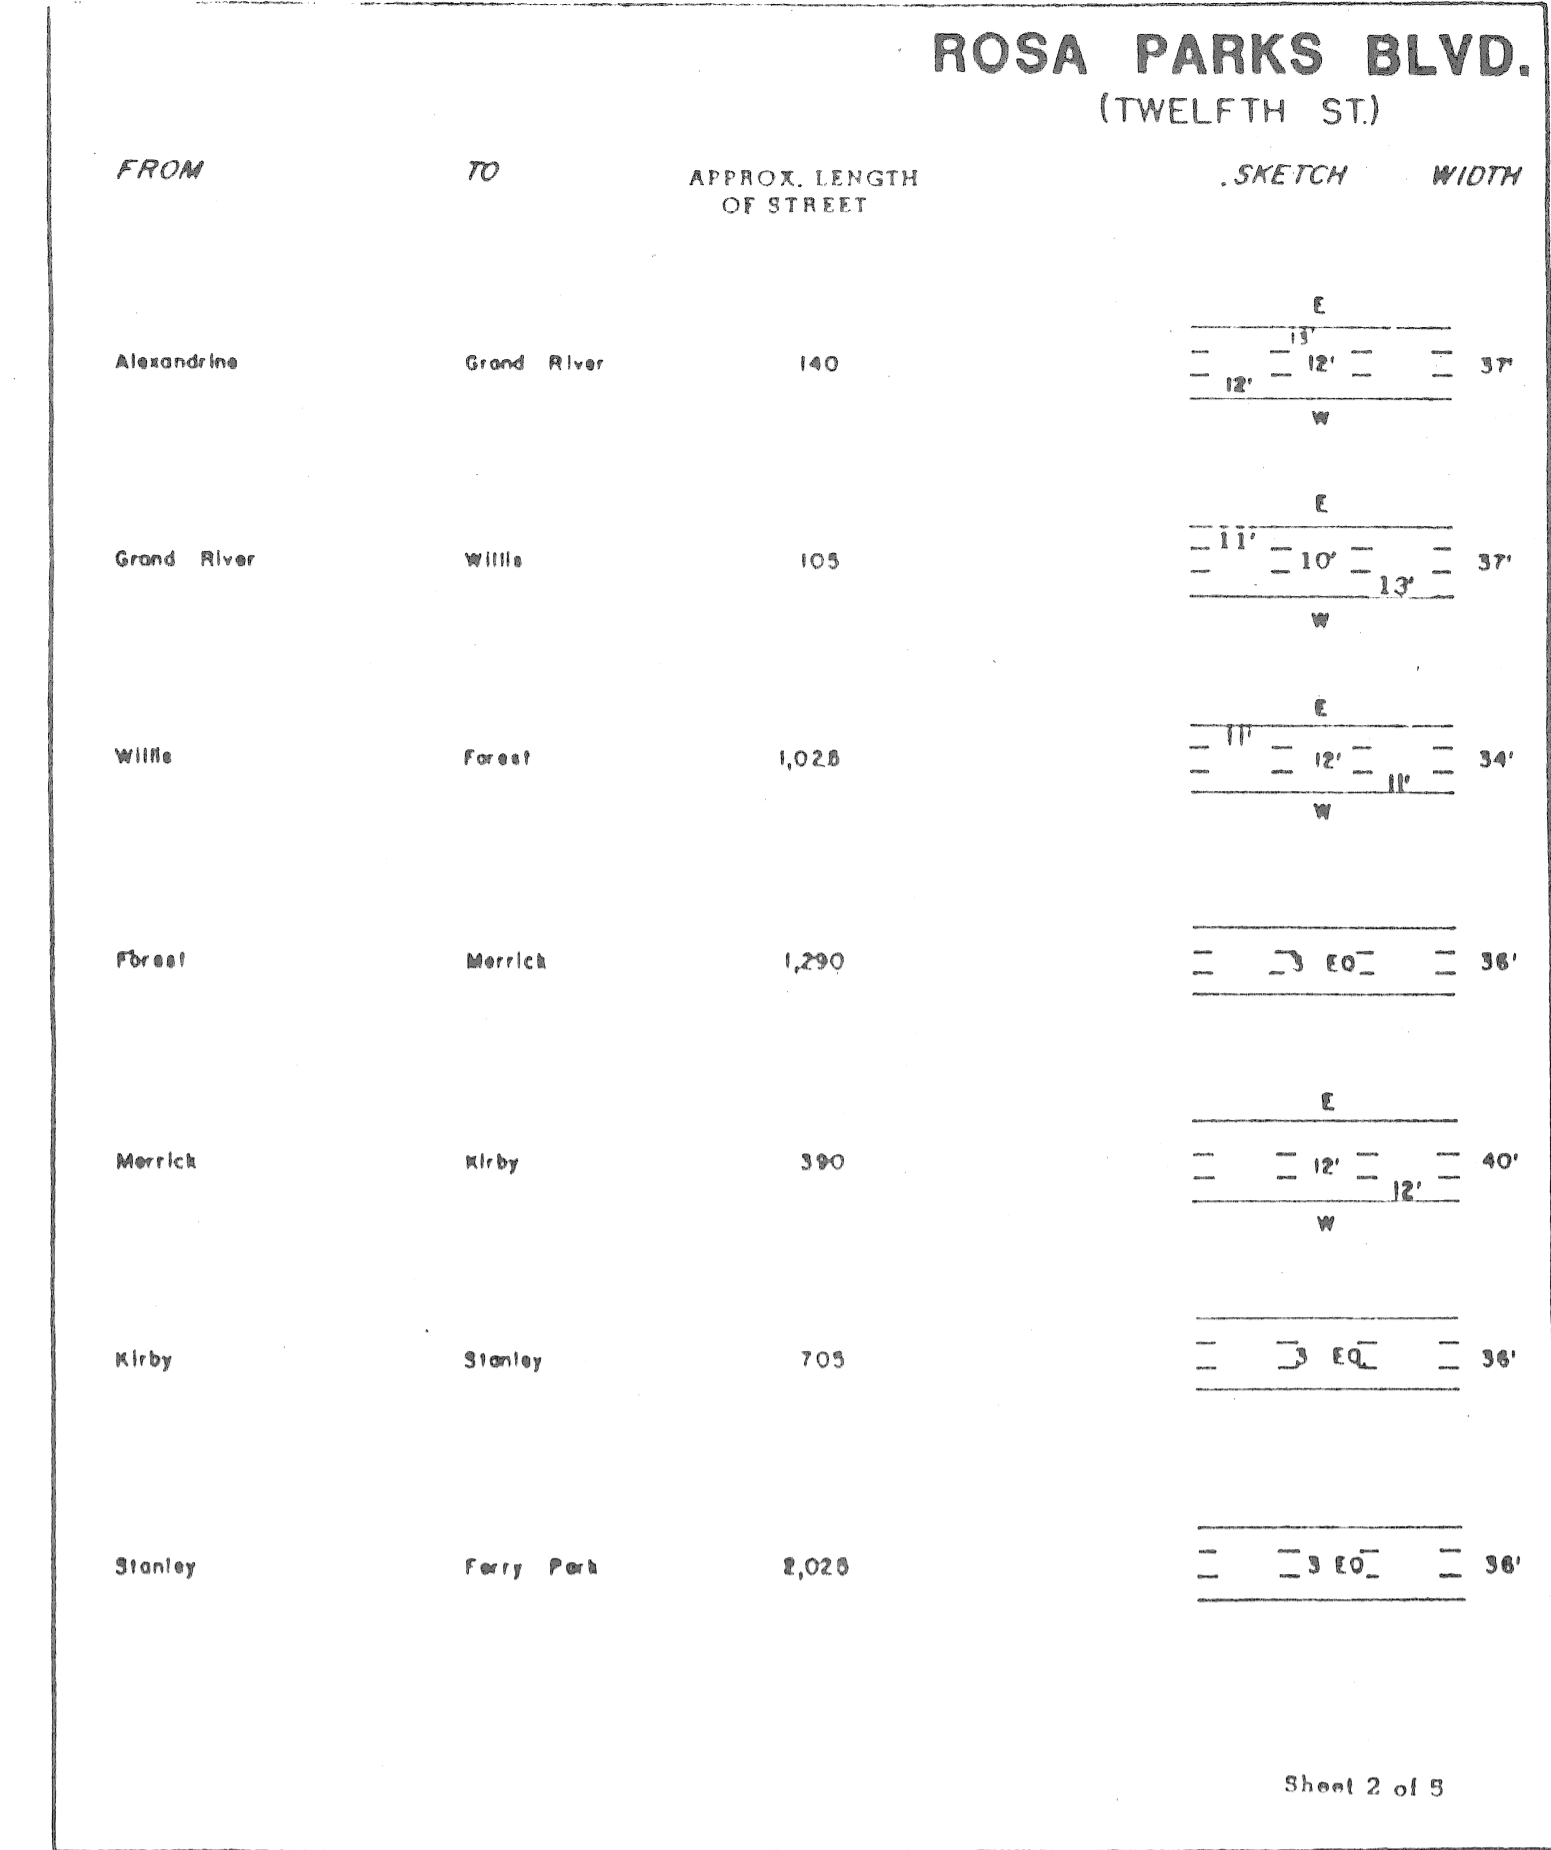 ROSA PARKS BLVD.
(TWELFTH ST.)
FROM TO APPROX. LENGTH OF STREET SKETCH WIDTH
E
13'
Alexandrine Grand River 140 12' 37'
12'
W
E
11'
Grand River Willis 105 10' 37'
13'
W
E
11'
Willis Forest 1,025 12' 34'
11'
W
Forest Merrick 1,290 3 EQ 36'
E
Merrick Kirby 390 12' 40'
12'
W
Kirby Stanley 705 3 EQ. 36'
Stanley Ferry Park 2,025 3 EQ 36'
Sheet 2 of 5